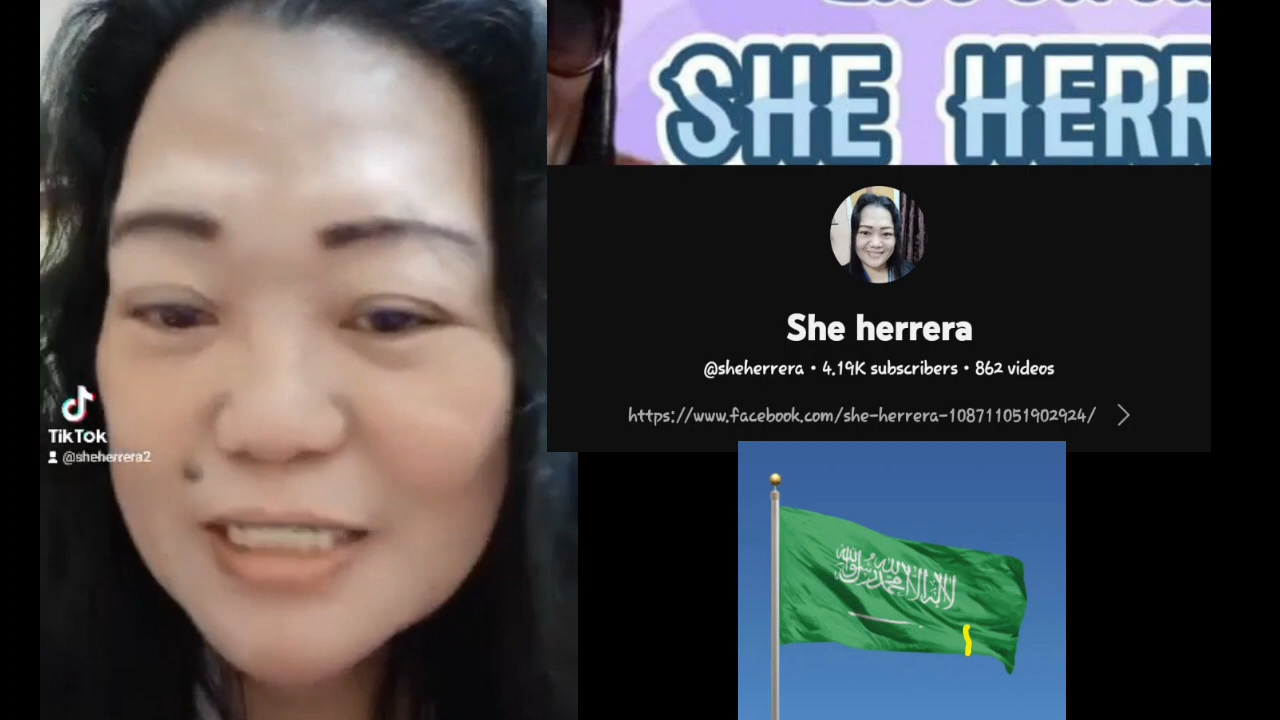 SHE HERR
She herrera
@sheherrera • 4.19K subscribers • 862 videos
https://www.facebook.com/she-herrera-108711051902924/
TikTok
@sheherrera2
لا إله إلا الله محمد رسول الله